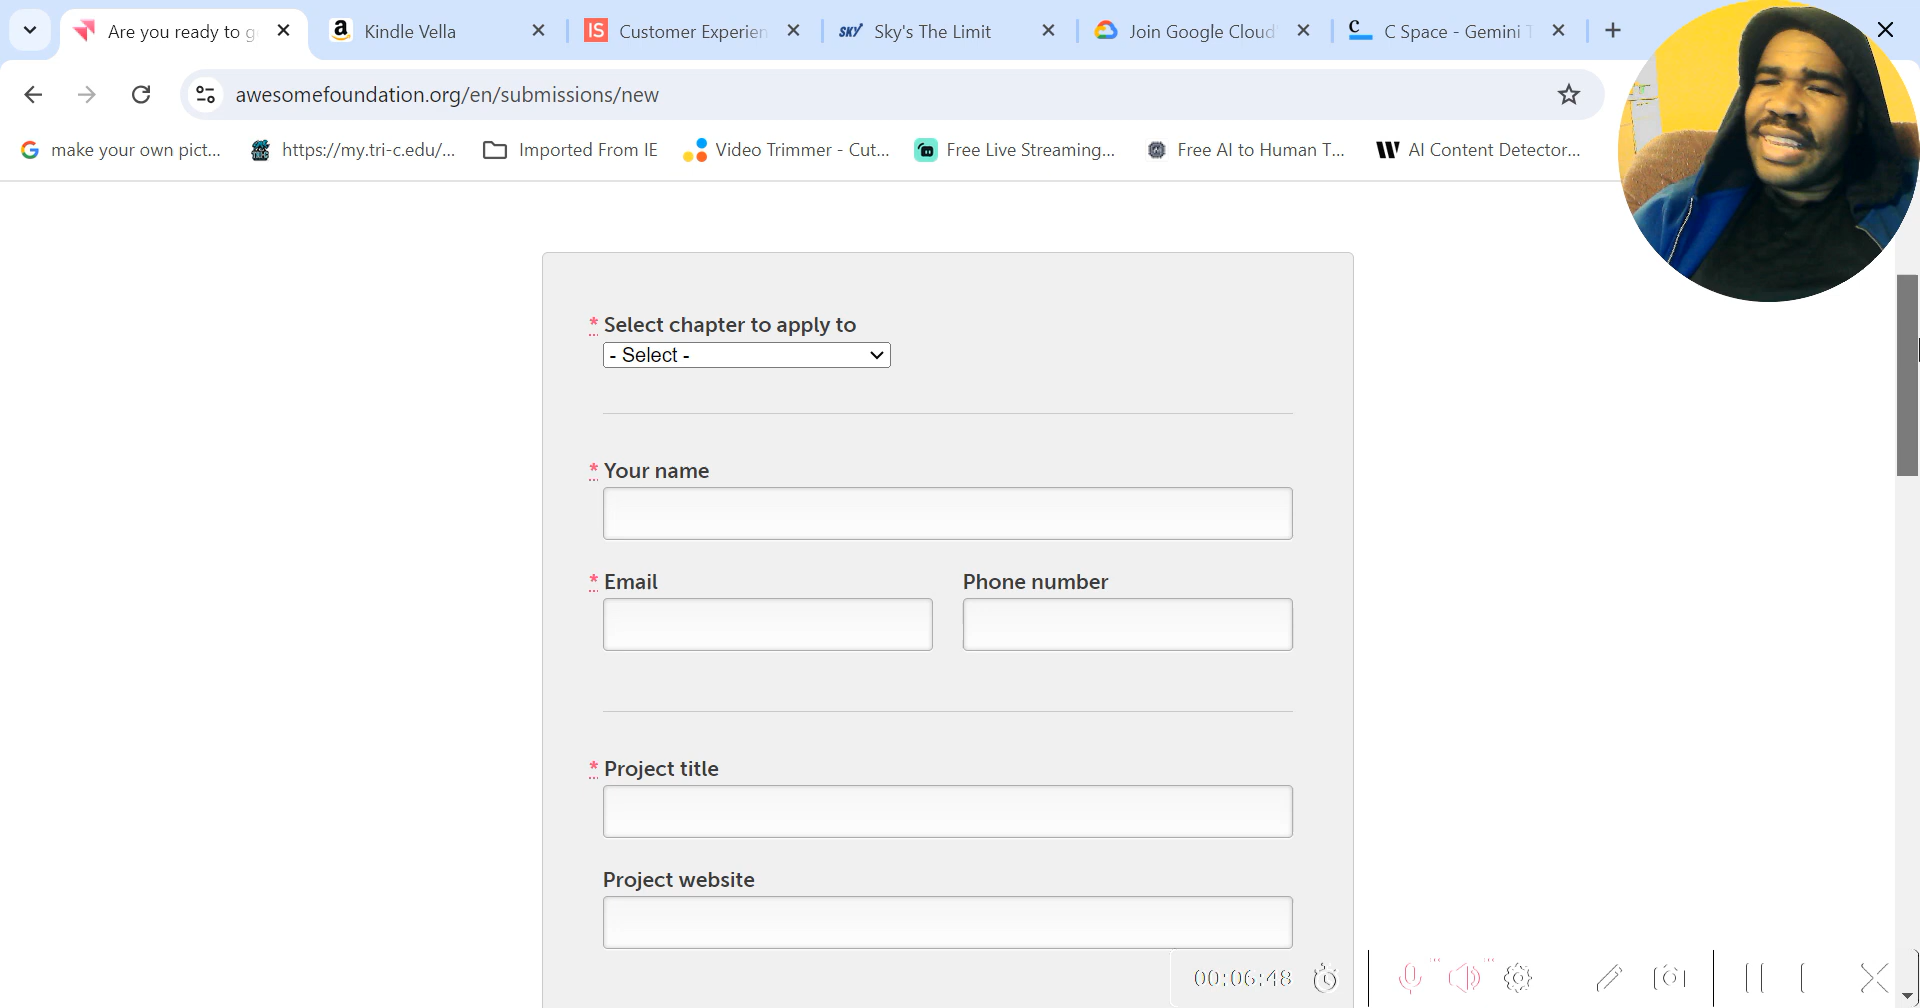 Are you ready to g
Kindle Vella
IS Customer Experien
SKY Sky's The Limit
Join Google Cloud
C Space - Gemini T
awesomefoundation.org/en/submissions/new
make your own pict...
https://my.tri-c.edu/...
Imported From IE
Video Trimmer - Cut...
Free Live Streaming...
Free AI to Human T...
AI Content Detector...
* Select chapter to apply to
- Select -
* Your name
* Email
Phone number
* Project title
Project website
00:06:48